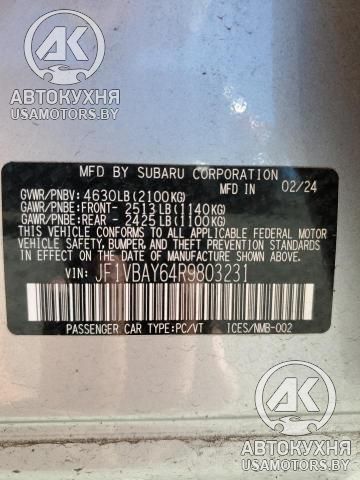 АК
АВТОКУХНЯ
USAMOTORS.BY
MFD BY SUBARU CORPORATION
MFD IN JAPAN 02/24
GVWR/PNBV: 4630LB(2100KG)
GAWR/PNBE:FRONT- 2513LB(1140KG)
GAWR/PNBE:REAR - 2425LB(1100KG)
THIS VEHICLE CONFORMS TO ALL APPLICABLE
FEDERAL MOTOR VEHICLE SAFETY, BUMPER,
AND THEFT PREVENTION STANDARDS
IN EFFECT ON THE DATE OF
MANUFACTURE SHOWN ABOVE.
VIN: JF1VBAY64R9803231
PASSENGER CAR TYPE:PC/VT ICES/NMB-002
АК
АВТОКУХНЯ
USAMOTORS.BY